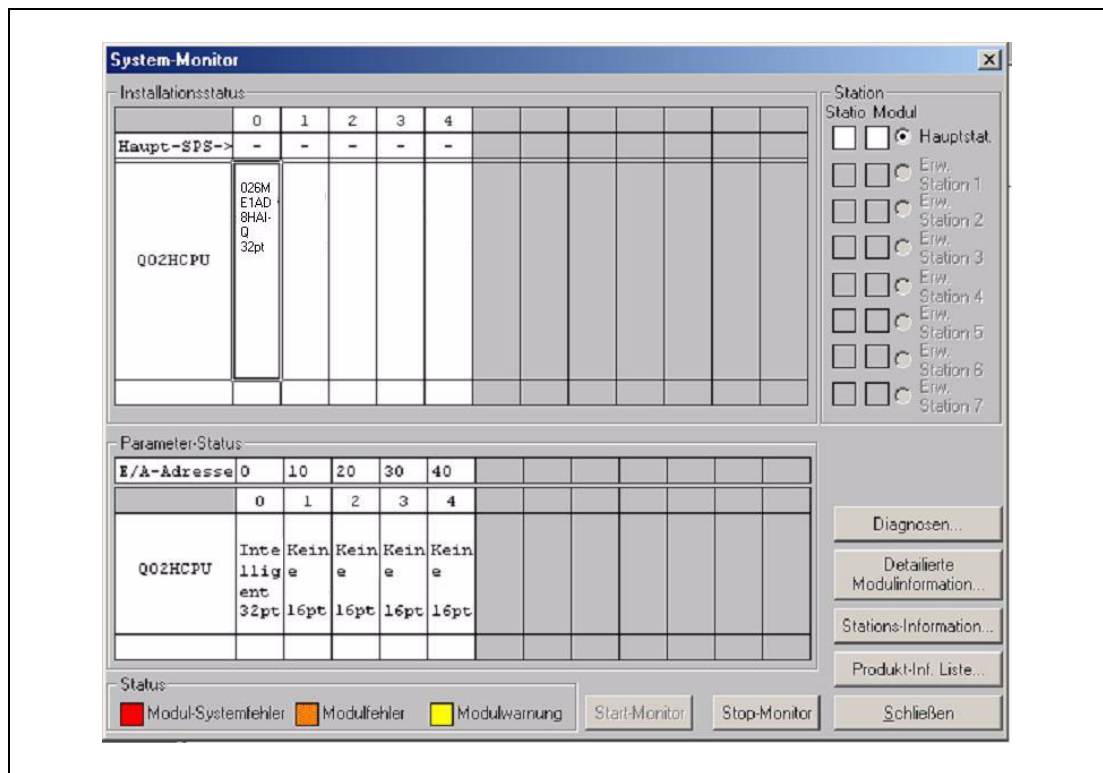 System-Monitor
Installationsstatus
0 1 2 3 4
Haupt-SPS-> - - - - -
Q02HCPU
026M
E1AD
8HAI-
Q
32pt
Station
Statio Modul
Hauptstat.
Erw.
Station 1
Erw.
Station 2
Erw.
Station 3
Erw.
Station 4
Erw.
Station 5
Erw.
Station 6
Erw.
Station 7
Parameter-Status
E/A-Adresse 0 10 20 30 40
0 1 2 3 4
Q02HCPU
Inte Kein Kein Kein Kein
llig e e e e
ent
32pt 16pt 16pt 16pt 16pt
Diagnosen...
Detailierte
Modulinformation...
Stations-Information...
Produkt-Inf. Liste...
Status
Modul-Systemfehler Modulfehler Modulwarnung Start-Monitor Stop-Monitor Schließen